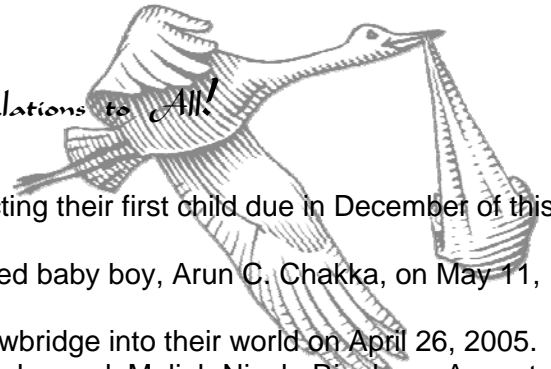 lations to All!
cting their first child due in December of this
ed baby boy, Arun C. Chakka, on May 11,
wbridge into their world on April 26, 2005.